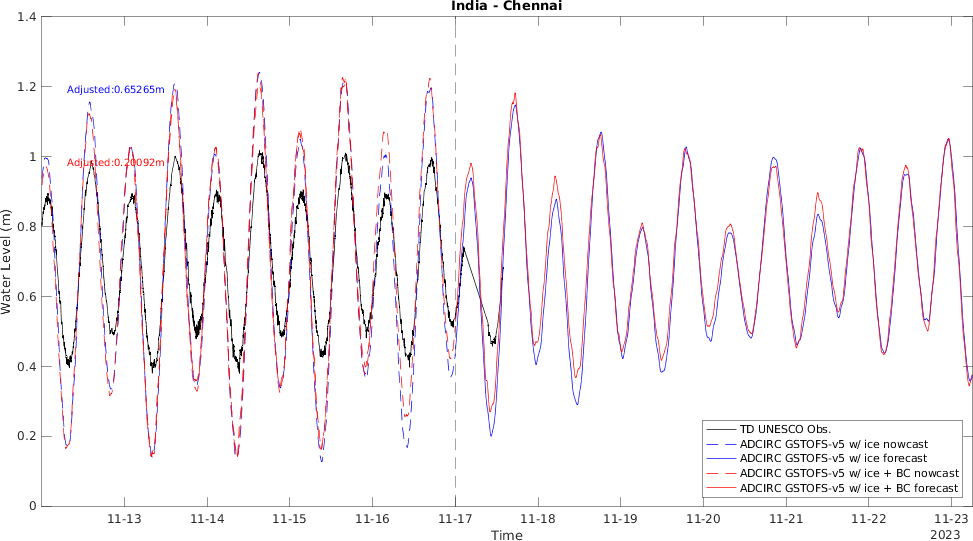 India - Chennai
1.4
1.2
1
0.8
0.6
0.4
0.2
0
Water Level (m)
Adjusted:0.65265m
Adjusted:0.20092m
TD UNESCO Obs.
ADCIRC GSTOFS-v5 w/ ice nowcast
ADCIRC GSTOFS-v5 w/ ice forecast
ADCIRC GSTOFS-v5 w/ ice + BC nowcast
ADCIRC GSTOFS-v5 w/ ice + BC forecast
11-13 11-14 11-15 11-16 11-17 11-18 11-19 11-20 11-21 11-22 11-23
Time
2023